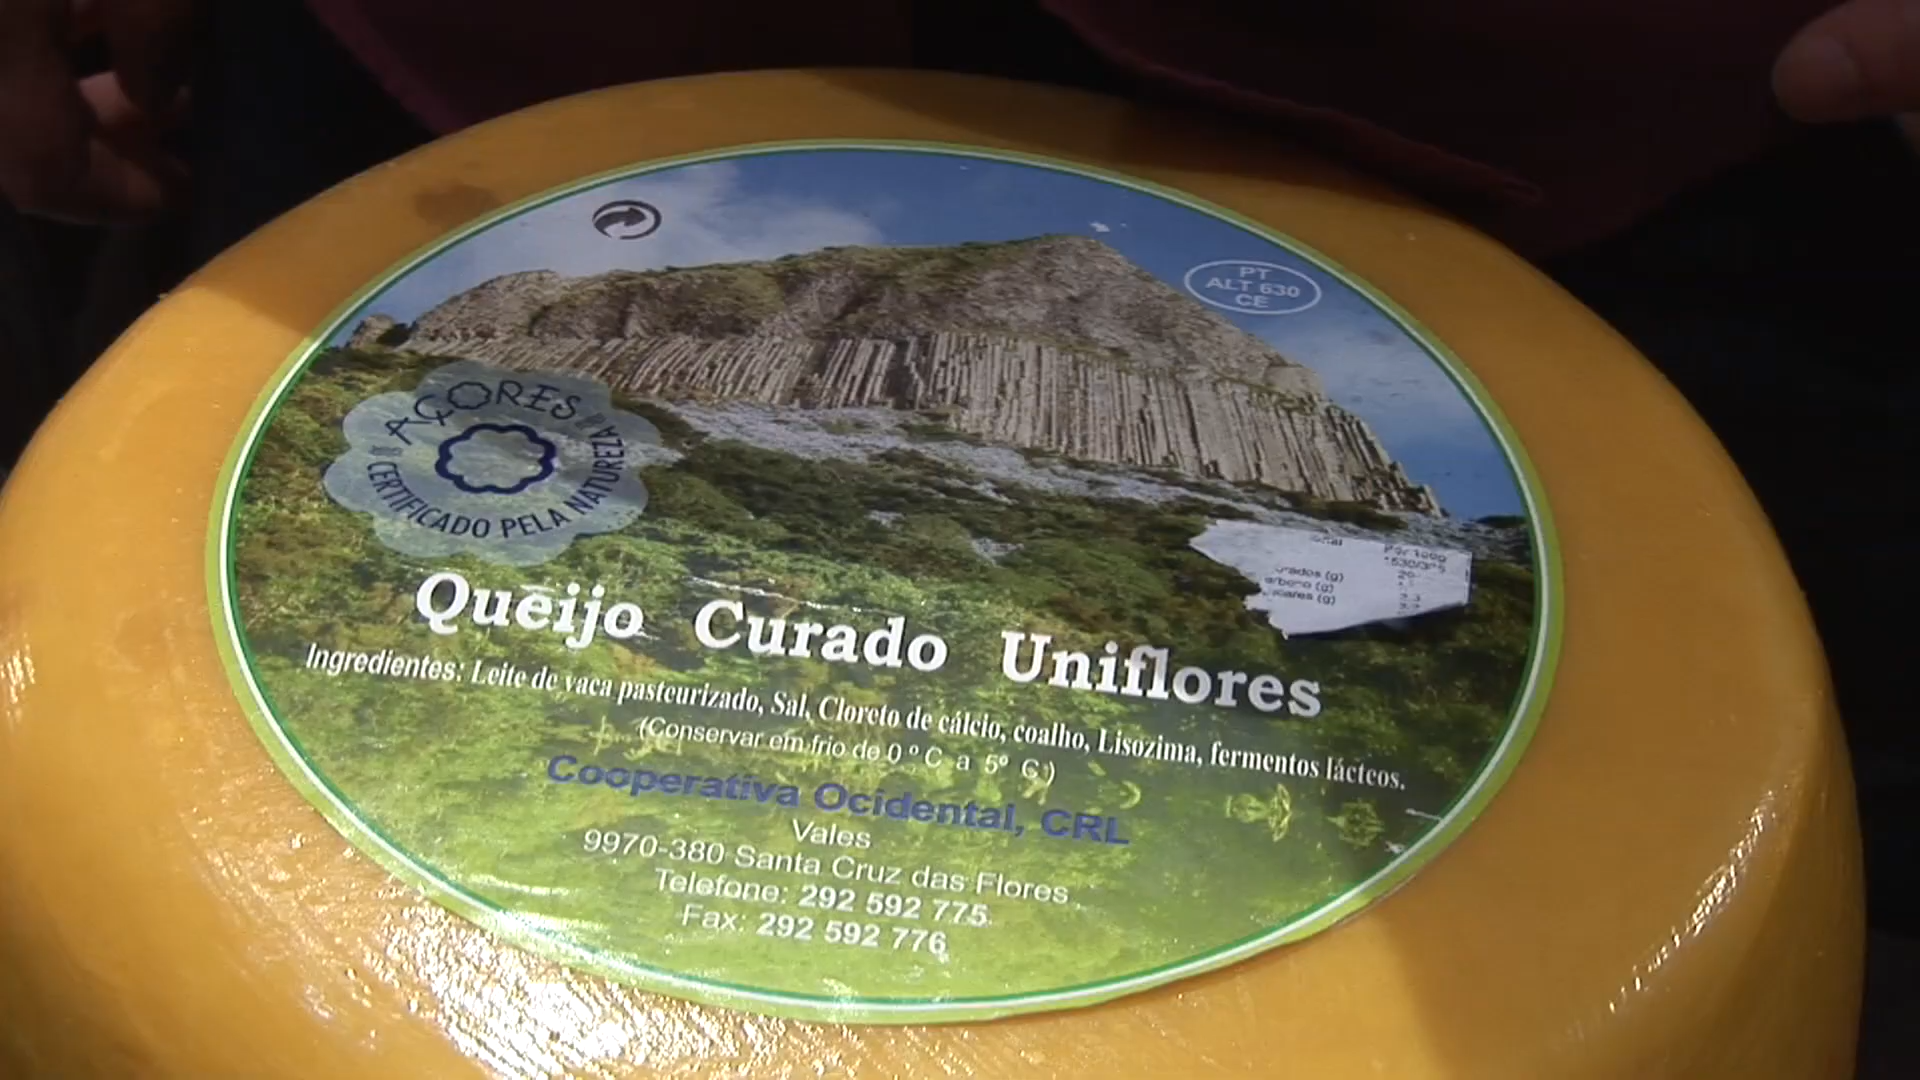 PT
ALT 630
CE
AÇORES
CERTIFICADO PELA NATUREZA
Por 100g
(g)
(g)
(g)
Queijo Curado Uniflores
Ingredientes: Leite de vaca pasteurizado, Sal, Cloreto de cálcio, coalho, Lisozima, fermentos lácteos.
(Conservar em frio de 0 º C a 5º C)
Cooperativa Ocidental, CRL
Vales
9970-380 Santa Cruz das Flores
Telefone: 292 592 775
Fax: 292 592 776